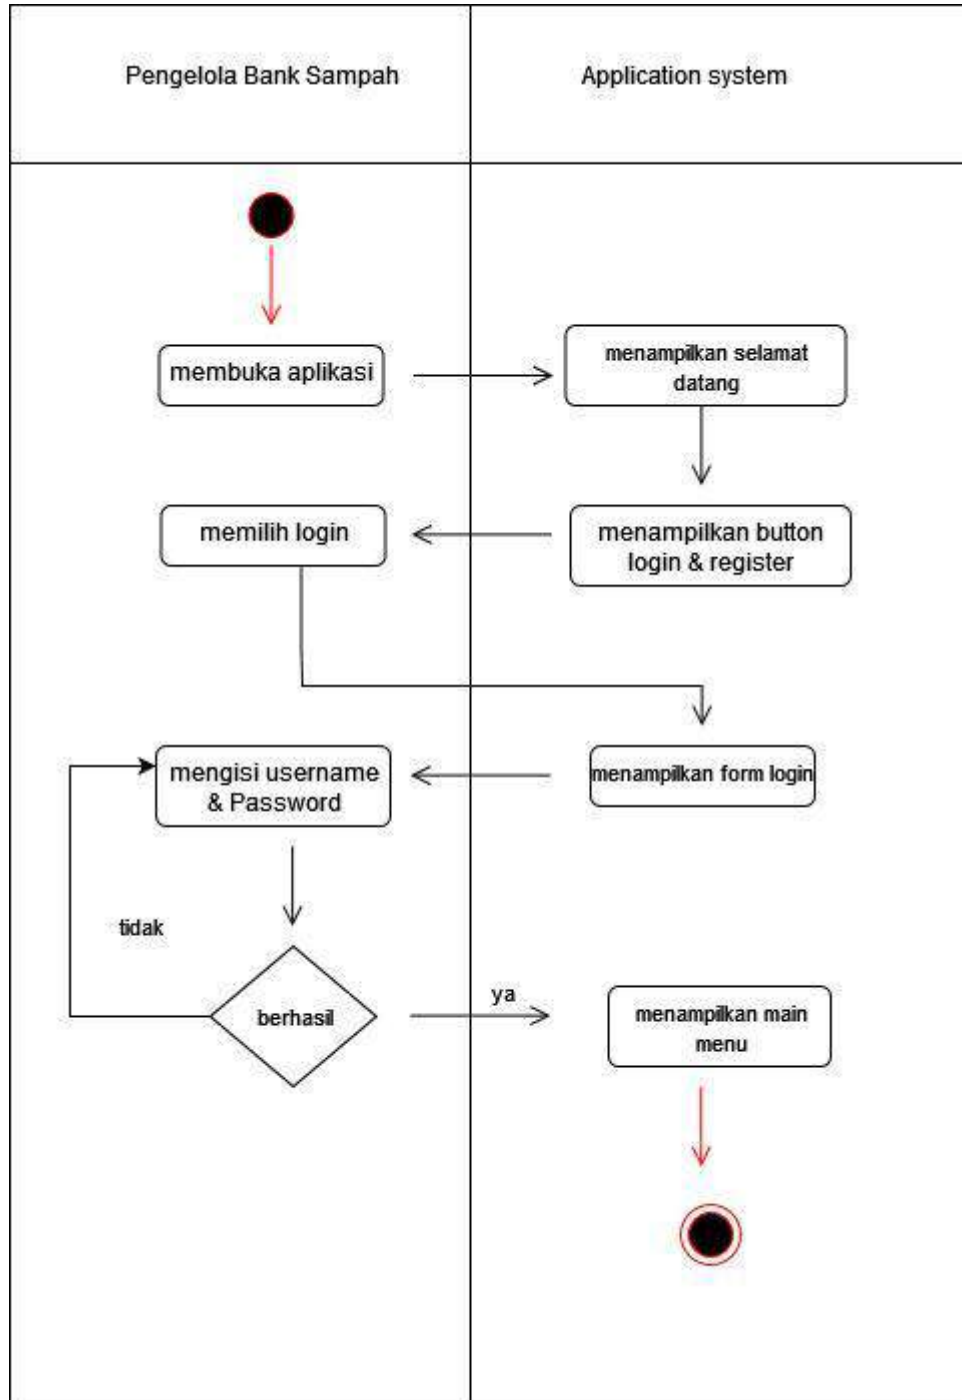 Pengelola Bank Sampah
Application system
membuka aplikasi
menampilkan selamat
datang
memilih login
menampilkan button
login & register
mengisi username
& Password
menampilkan form login
tidak
berhasil
ya
menampilkan main
menu